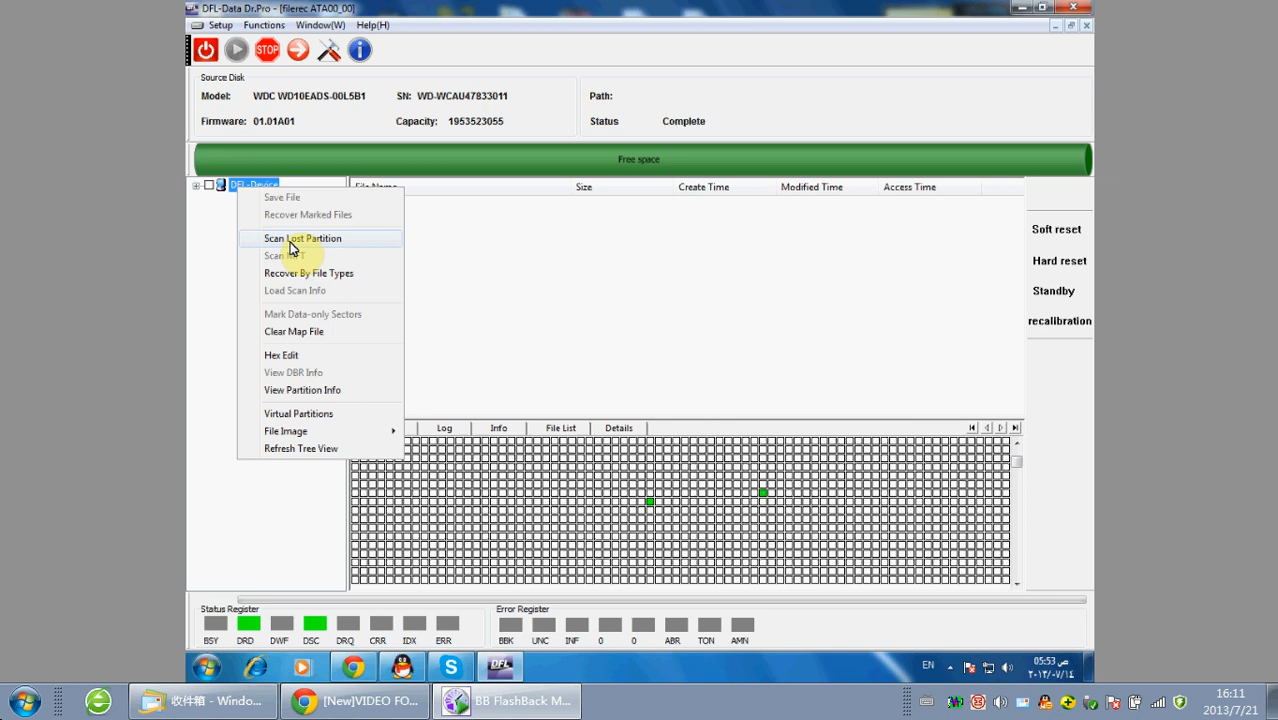 DFL-Data Dr.Pro - [filerec ATA00_00]
Setup Functions Window(W) Help(H)
STOP
Source Disk
Model: WDC WD10EADS-00L5B1 SN: WD-WCAU47833011 Path:
Firmware: 01.01A01 Capacity: 1953523055 Status Complete
Free space
DFL-Device
File Name Size Create Time Modified Time Access Time
Save File
Recover Marked Files
Scan Lost Partition
Recover By File Types
Load Scan Info
Mark Data-only Sectors
Clear Map File
Hex Edit
View DBR Info
View Partition Info
Virtual Partitions
File Image
Refresh Tree View
Soft reset
Hard reset
Standby
recalibration
Log Info File List Details
Status Register
BSY DRD DWF DSC DRQ CRR IDX ERR
Error Register
BBK UNC INF 0 0 ABR TON AMN
DFL
EN
05:53 ص
٢٠١٣/٠٧/١٤
收件箱 - Windo...
[New]VIDEO FO...
BB FlashBack M...
16:11
2013/7/21